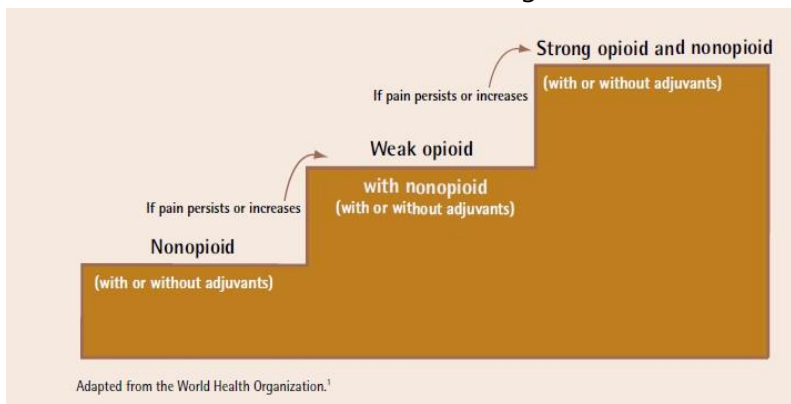 Strong opioid and nonopioid
(with or without adjuvants)
If pain persists or increases
Weak opioid
with nonopioid
(with or without adjuvants)
If pain persists or increases
Nonopioid
(with or without adjuvants)
Adapted from the World Health Organization.¹